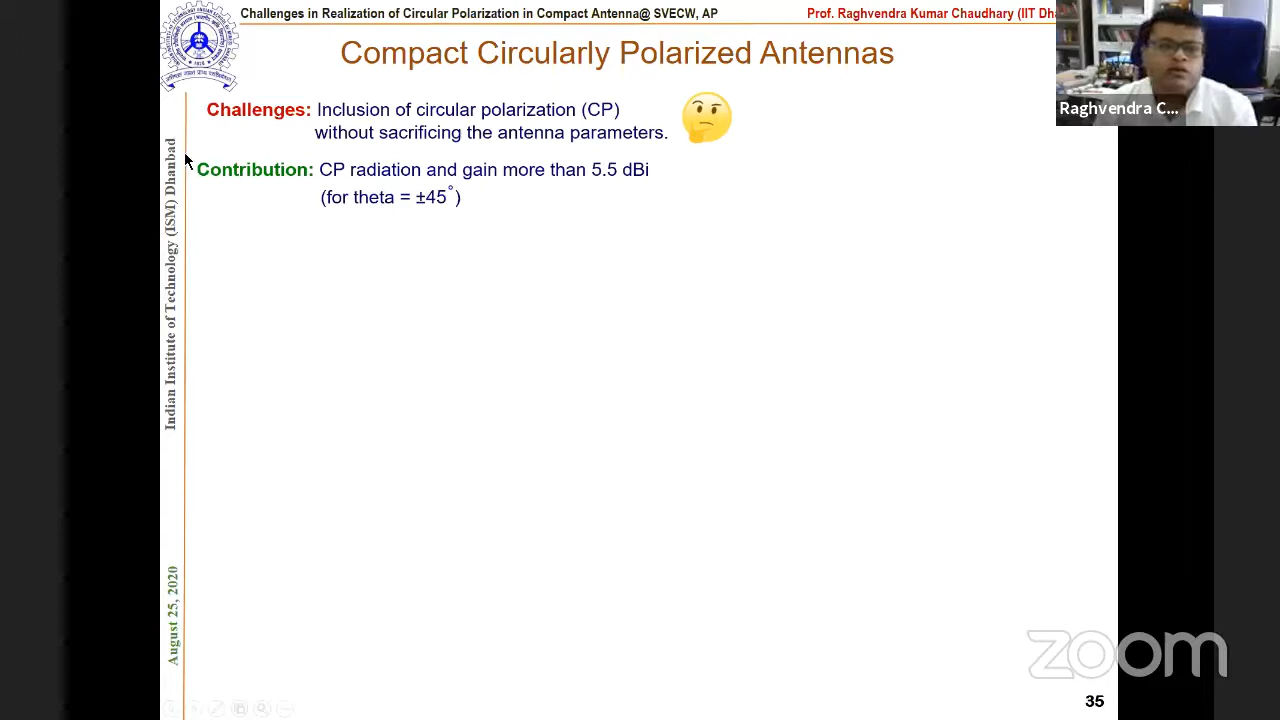 Challenges in Realization of Circular Polarization in Compact Antenna@ SVECW, AP
Prof. Raghvendra Kumar Chaudhary (IIT Dh
Compact Circularly Polarized Antennas
Raghvendra C...
Challenges: Inclusion of circular polarization (CP)
without sacrificing the antenna parameters.
Contribution: CP radiation and gain more than 5.5 dBi
(for theta = ±45°)
Indian Institute of Technology (ISM) Dhanbad
August 25, 2020
zoom
35